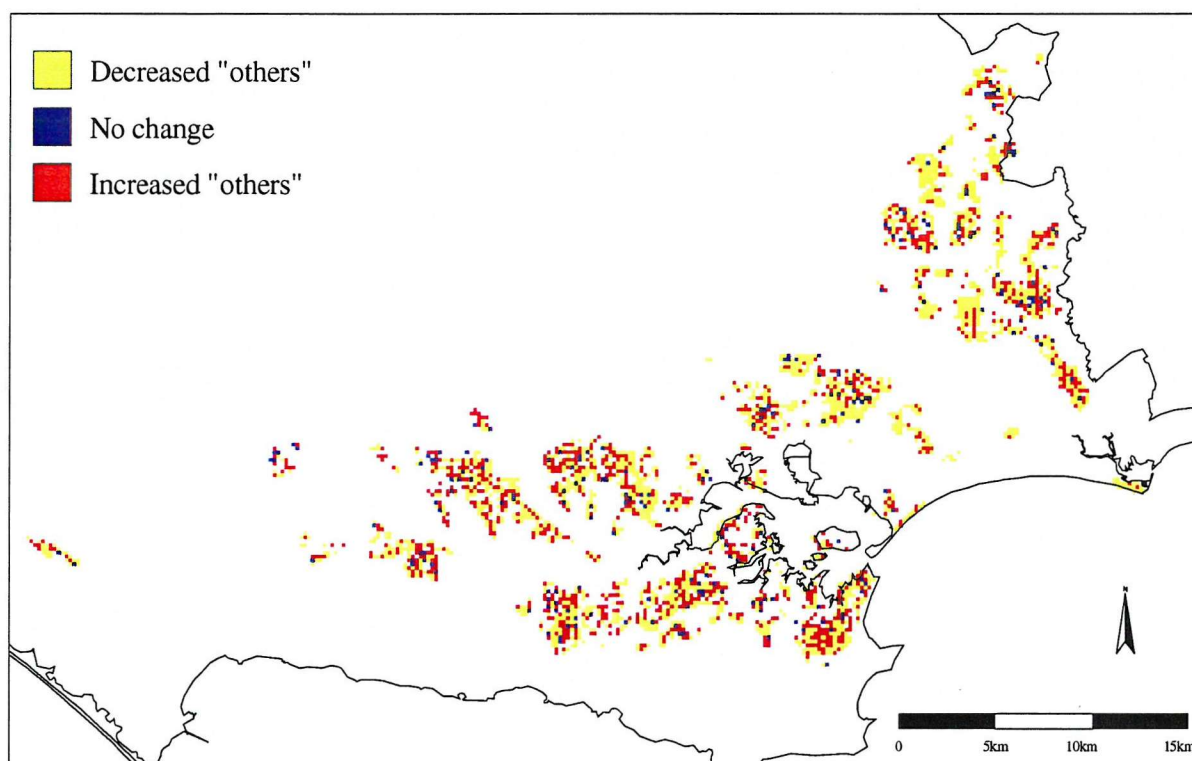 Decreased "others"
No change
Increased "others"
N
0 5km 10km 15km